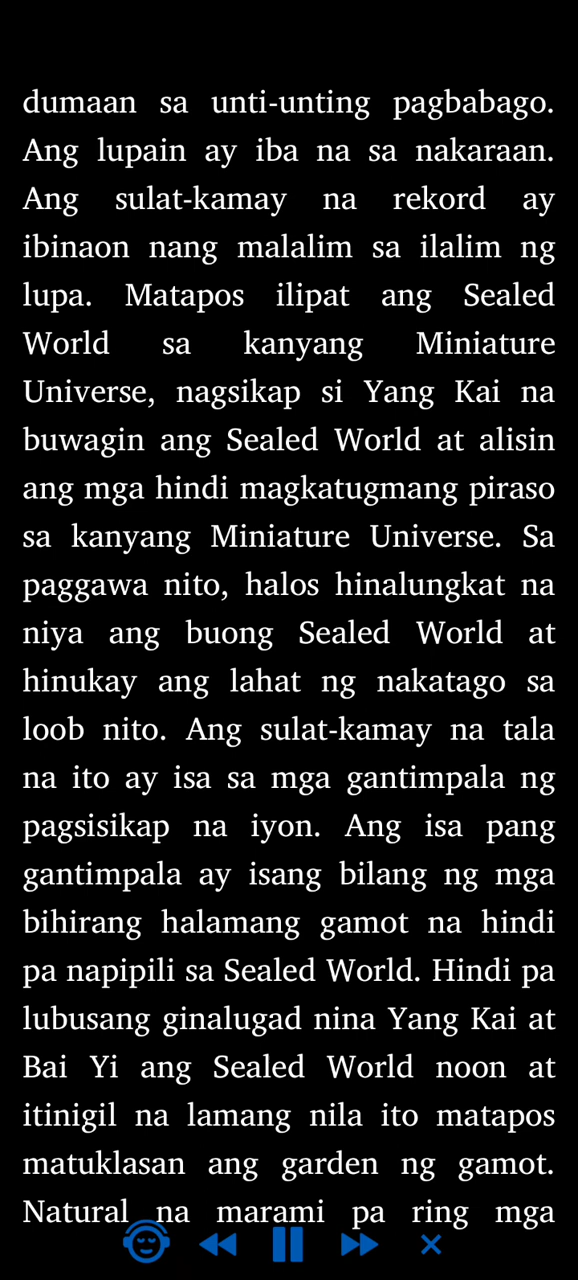 dumaan sa unti-unting pagbabago.
Ang lupain ay iba na sa nakaraan.
Ang sulat-kamay na rekord ay
ibinaon nang malalim sa ilalim ng
lupa. Matapos ilipat ang Sealed
World sa kanyang Miniature
Universe, nagsikap si Yang Kai na
buwagin ang Sealed World at alisin
ang mga hindi magkatugmang piraso
sa kanyang Miniature Universe. Sa
paggawa nito, halos hinalungkat na
niya ang buong Sealed World at
hinukay ang lahat ng nakatago sa
loob nito. Ang sulat-kamay na tala
na ito ay isa sa mga gantimpala ng
pagsisikap na iyon. Ang isa pang
gantimpala ay isang bilang ng mga
bihirang halamang gamot na hindi
pa napipili sa Sealed World. Hindi pa
lubusang ginalugad nina Yang Kai at
Bai Yi ang Sealed World noon at
itinigil na lamang nila ito matapos
matuklasan ang garden ng gamot.
Natural na marami pa ring mga